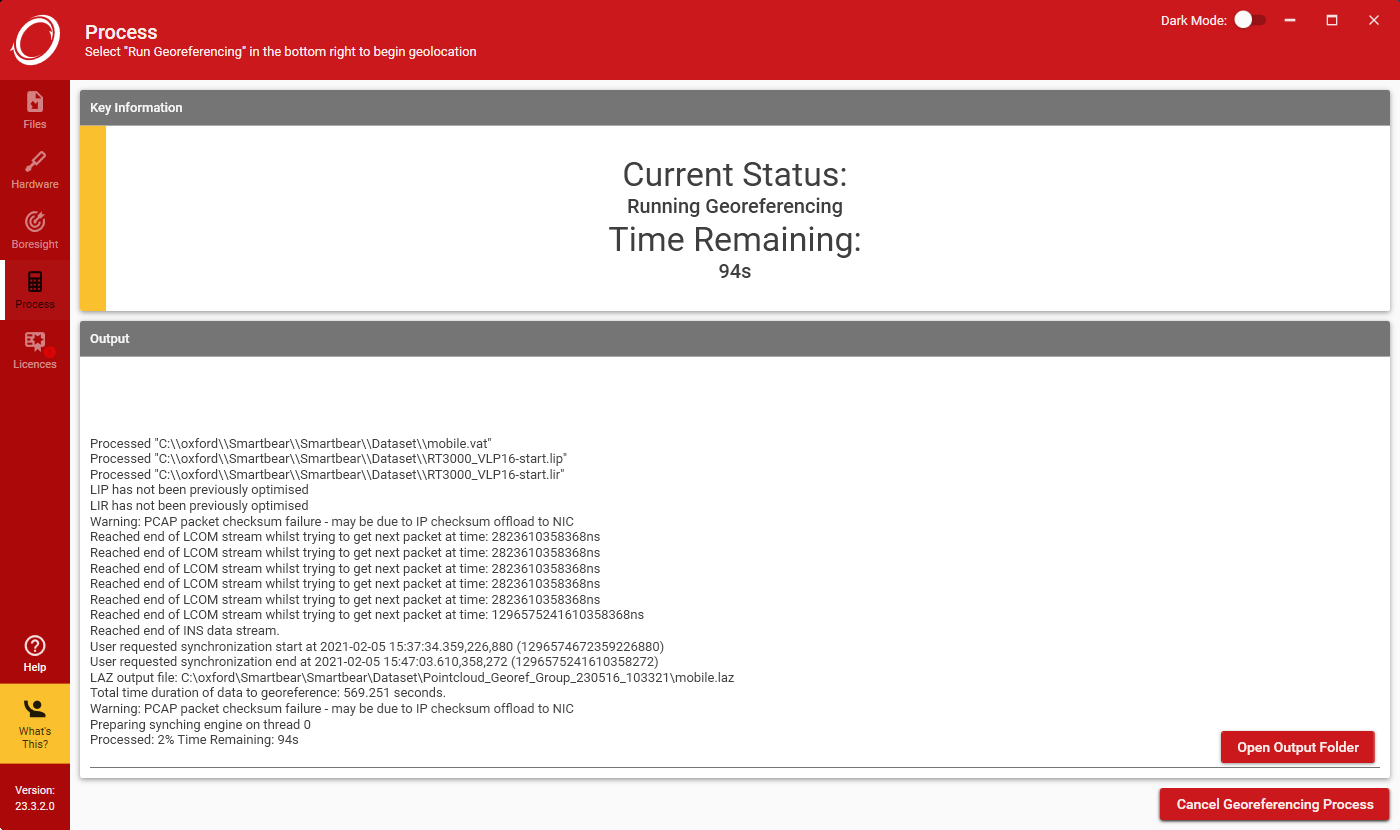 Process
Select "Run Georeferencing" in the bottom right to begin geolocation
Dark Mode:
Files
Hardware
Boresight
Process
Licences
Help
What's
This?
Version:
23.3.2.0
Key Information
Current Status:
Running Georeferencing
Time Remaining:
94s
Output
Processed "C:\\oxford\\Smartbear\\Smartbear\\Dataset\\mobile.vat"
Processed "C:\\oxford\\Smartbear\\Smartbear\\Dataset\\RT3000_VLP16-start.lip"
Processed "C:\\oxford\\Smartbear\\Smartbear\\Dataset\\RT3000_VLP16-start.lir"
LIP has not been previously optimised
LIR has not been previously optimised
Warning: PCAP packet checksum failure - may be due to IP checksum offload to NIC
Reached end of LCOM stream whilst trying to get next packet at time: 2823610358368ns
Reached end of LCOM stream whilst trying to get next packet at time: 2823610358368ns
Reached end of LCOM stream whilst trying to get next packet at time: 2823610358368ns
Reached end of LCOM stream whilst trying to get next packet at time: 2823610358368ns
Reached end of LCOM stream whilst trying to get next packet at time: 2823610358368ns
Reached end of LCOM stream whilst trying to get next packet at time: 1296575241610358368ns
Reached end of INS data stream.
User requested synchronization start at 2021-02-05 15:37:34.359,226,880 (1296574672359226880)
User requested synchronization end at 2021-02-05 15:47:03.610,358,272 (1296575241610358272)
LAZ output file: C:\oxford\Smartbear\Smartbear\Dataset\Pointcloud_Georef_Group_230516_103321\mobile.laz
Total time duration of data to georeference: 569.251 seconds.
Warning: PCAP packet checksum failure - may be due to IP checksum offload to NIC
Preparing synching engine on thread 0
Processed: 2% Time Remaining: 94s
Open Output Folder
Cancel Georeferencing Process